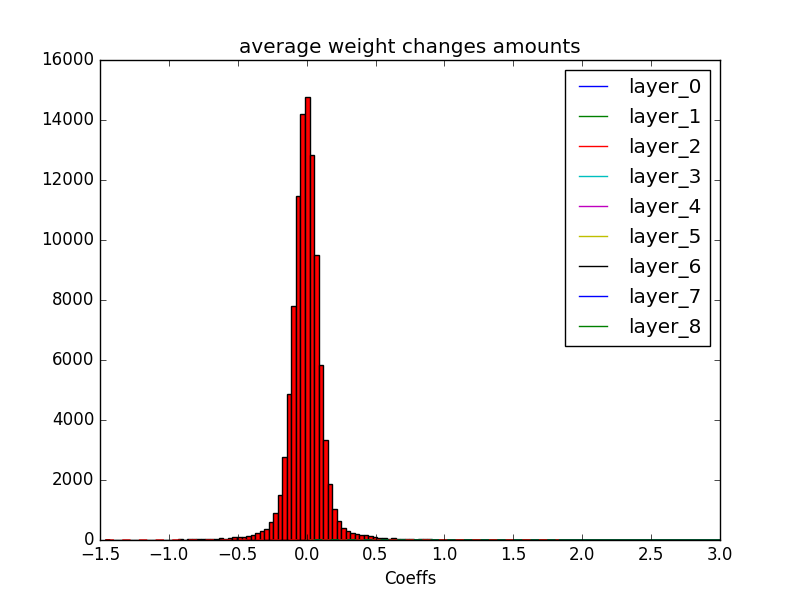 average weight changes amounts
16000
14000
12000
10000
8000
6000
4000
2000
0
layer_0
layer_1
layer_2
layer_3
layer_4
layer_5
layer_6
layer_7
layer_8
−1.5 −1.0 −0.5 0.0 0.5 1.0 1.5 2.0 2.5 3.0
Coeffs